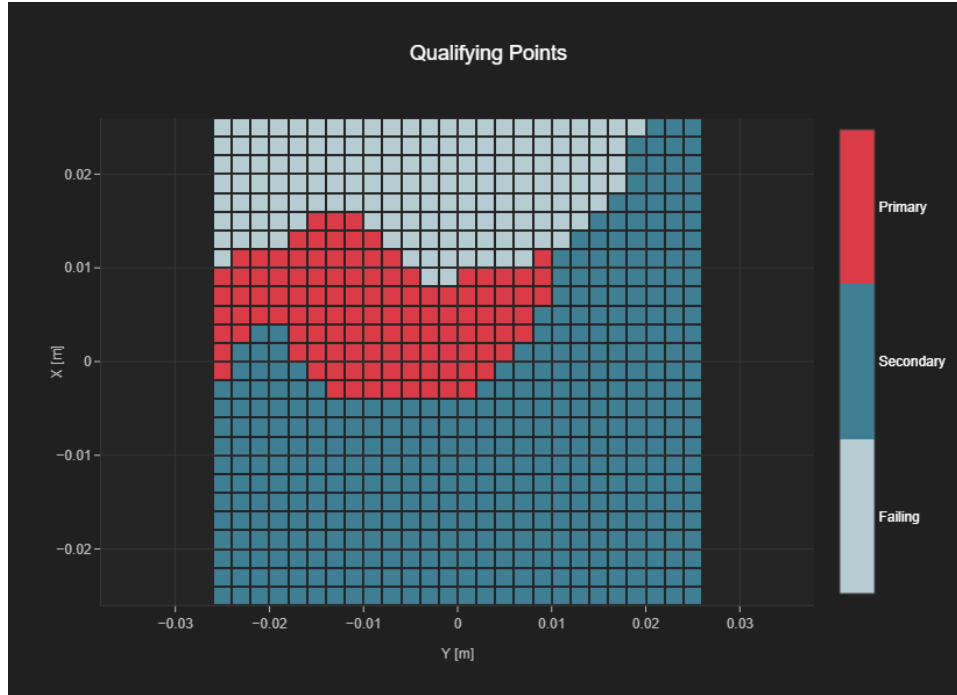 Qualifying Points
0.02
0.01
0
−0.01
−0.02
X [m]
−0.03
−0.02
−0.01
0
0.01
0.02
0.03
Y [m]
Primary
Secondary
Failing